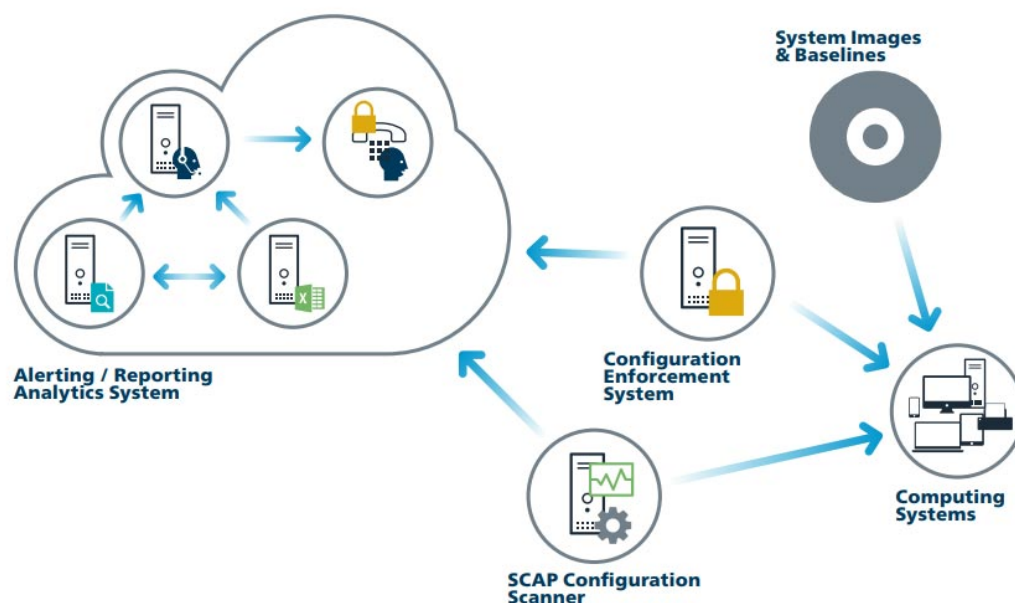 System Images
& Baselines
Alerting / Reporting
Analytics System
Configuration
Enforcement
System
Computing
Systems
SCAP Configuration
Scanner